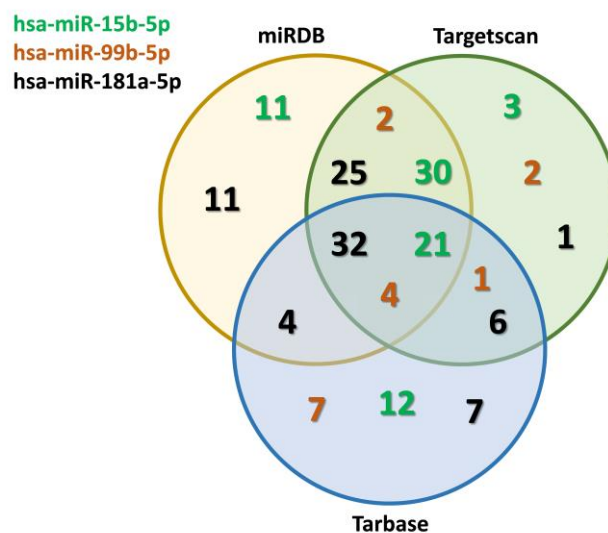 hsa-miR-15b-5p
hsa-miR-99b-5p
hsa-miR-181a-5p
miRDB
Targetscan
11
2
3
25
30
2
11
1
32
21
4
1
4
6
7
12
7
Tarbase